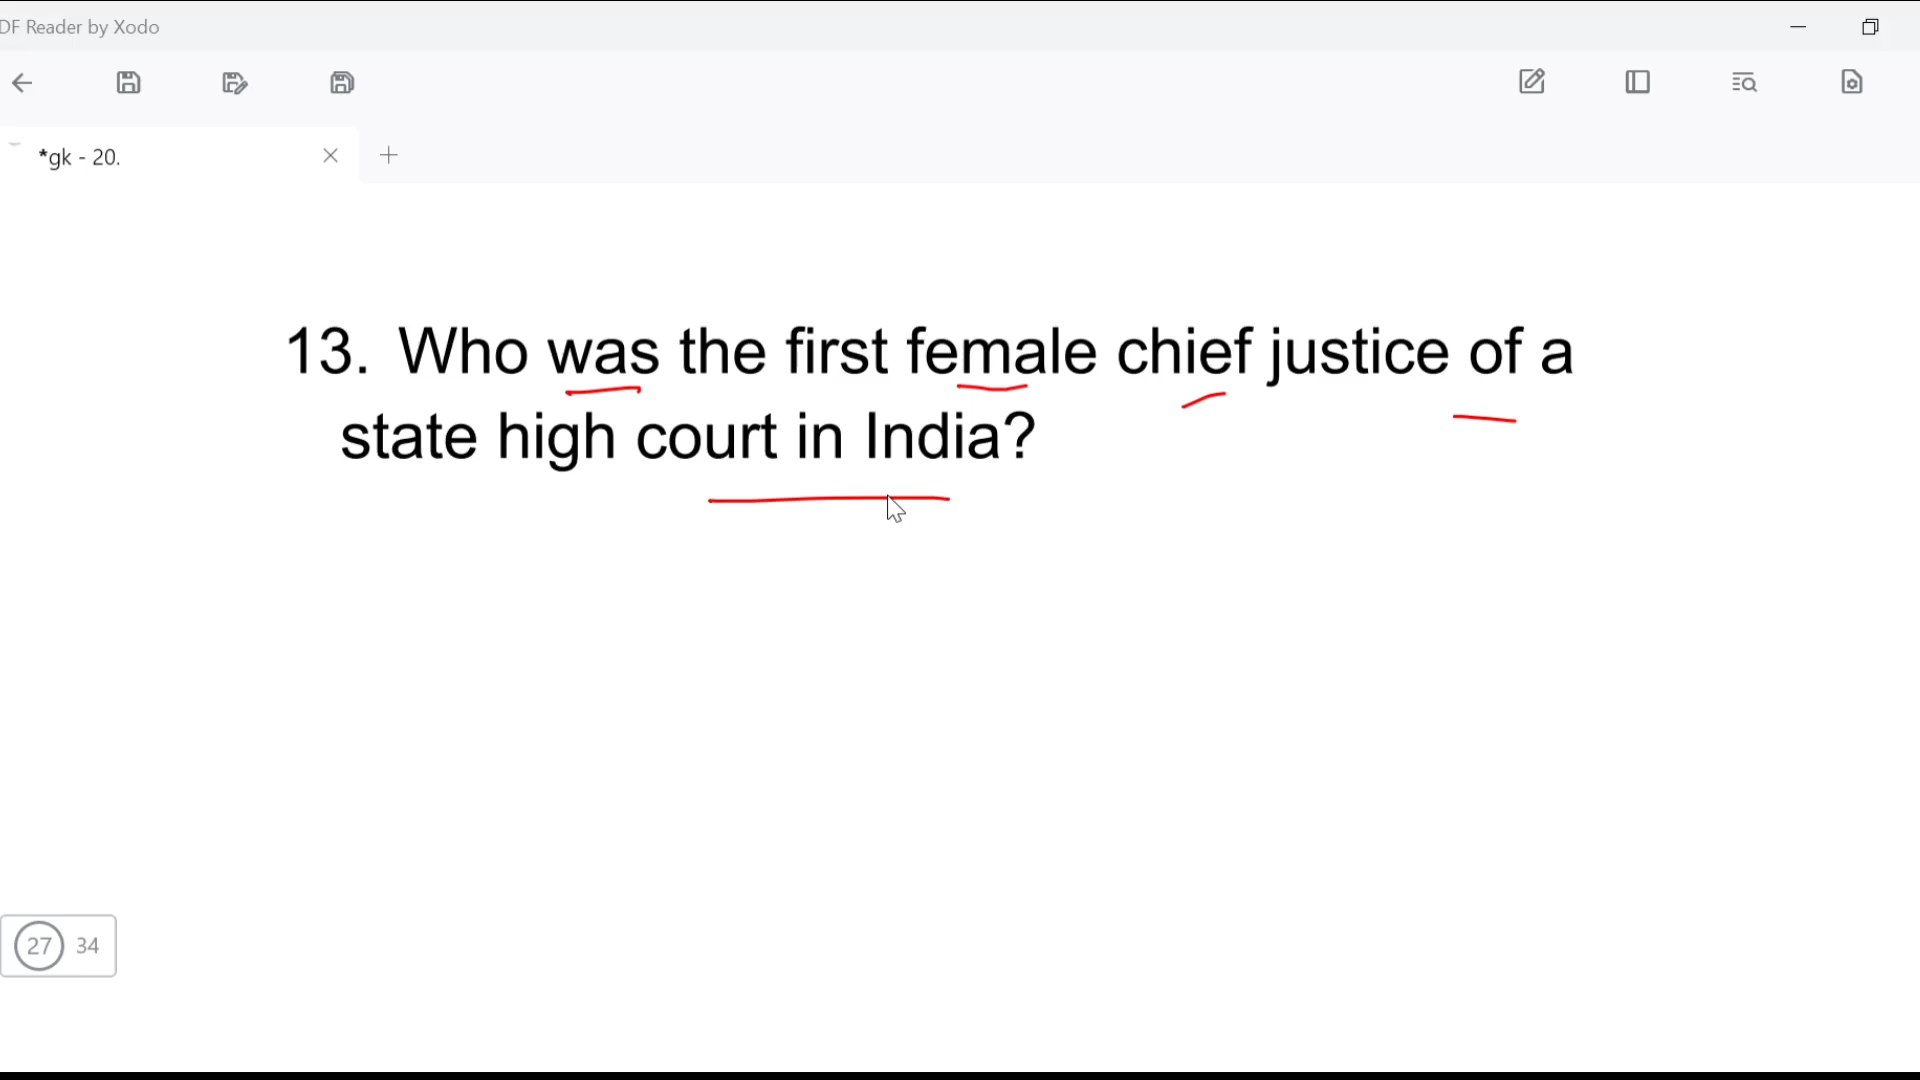 DF Reader by Xodo
*gk - 20.
13. Who was the first female chief justice of a
state high court in India?
27 34